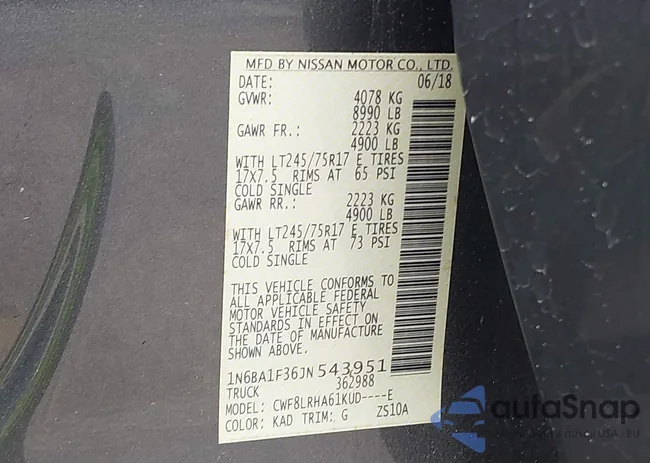 MFD BY NISSAN MOTOR CO., LTD.
DATE: 06/18
GVWR: 4078 KG
8990 LB
GAWR FR.: 2223 KG
4900 LB
WITH LT245/75R17 E TIRES
17X7.5 RIMS AT 65 PSI
COLD SINGLE
GAWR RR.: 2223 KG
4900 LB
WITH LT245/75R17 E TIRES
17X7.5 RIMS AT 73 PSI
COLD SINGLE
THIS VEHICLE CONFORMS TO
ALL APPLICABLE FEDERAL
MOTOR VEHICLE SAFETY
STANDARDS IN EFFECT ON
THE DATE OF MANUFACTURE
SHOWN ABOVE.
1N6BA1F36JN543951
TRUCK 362988
MODEL: CWF8LRHA61KUD----E
COLOR: KAD TRIM: G ZS10A
autoSnap